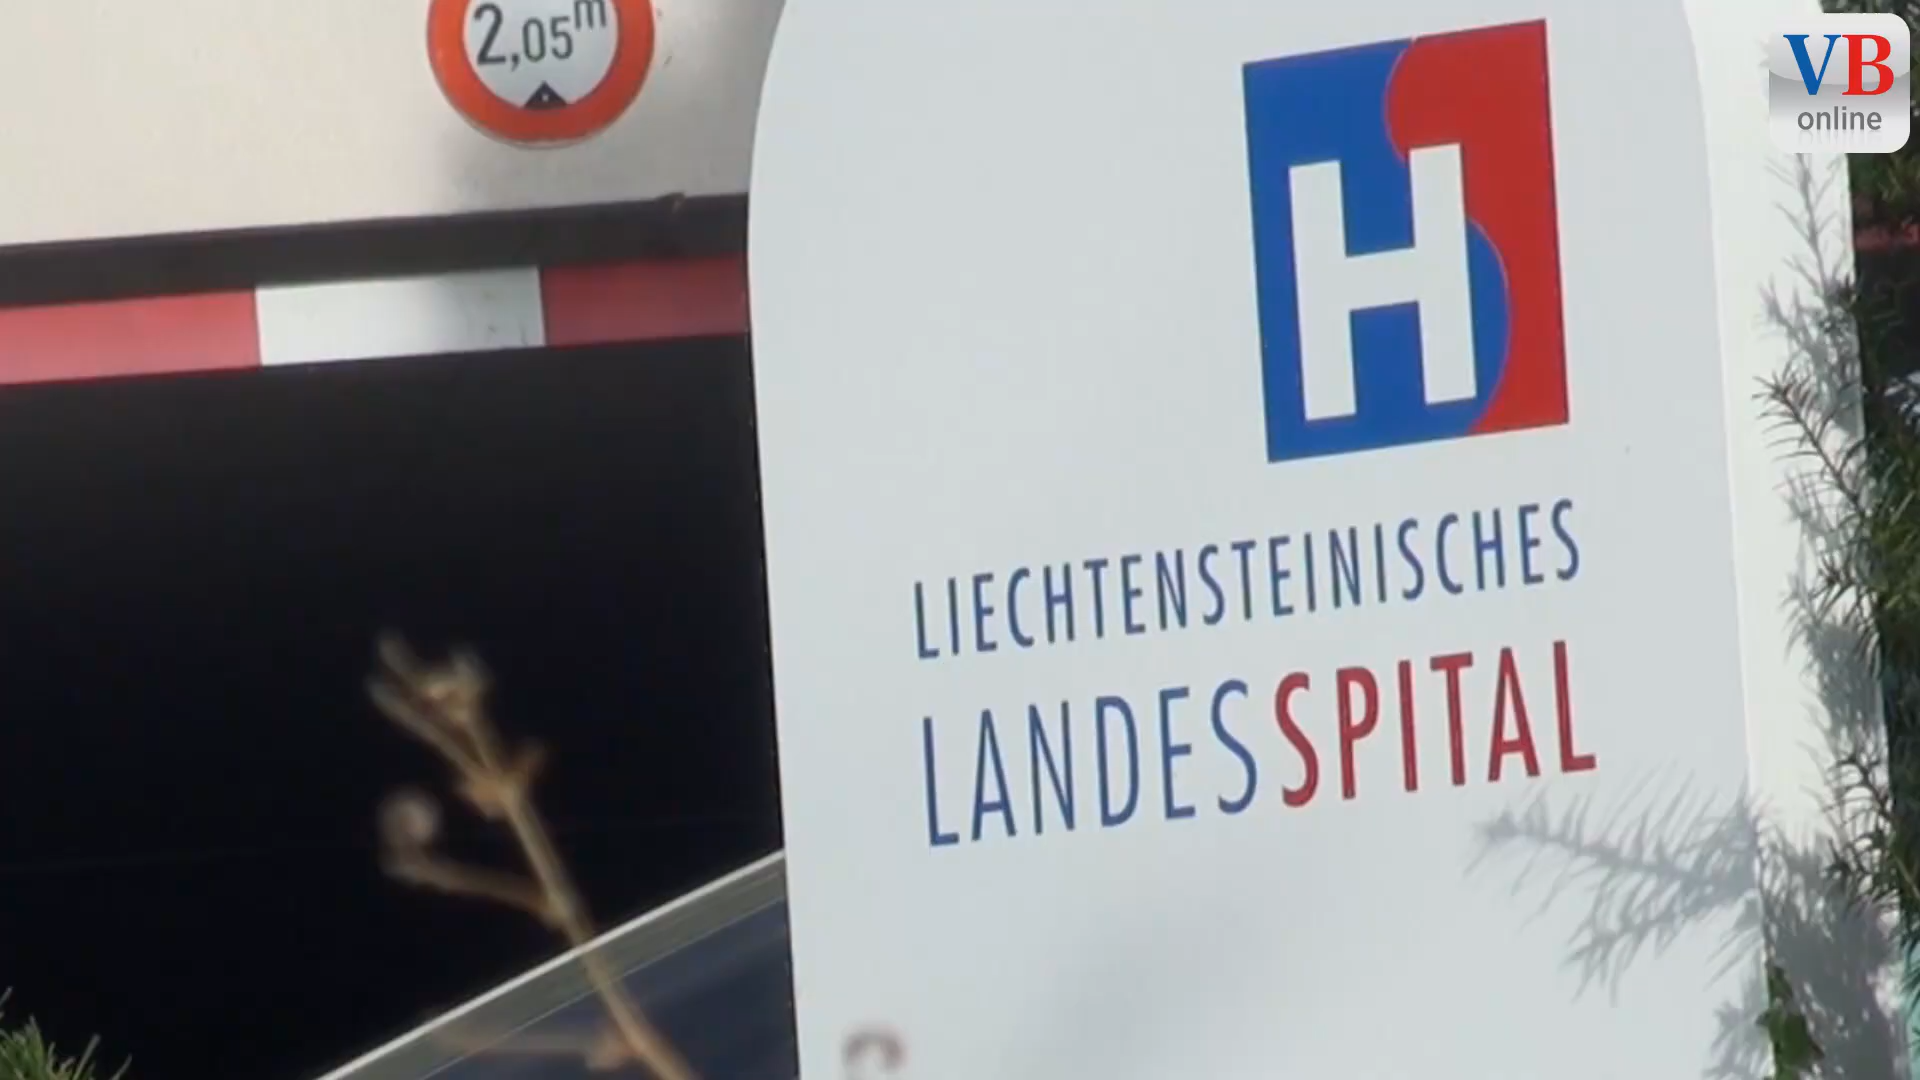 2,05m
VB
online
H
LIECHTENSTEINISCHES
LANDESSPITAL